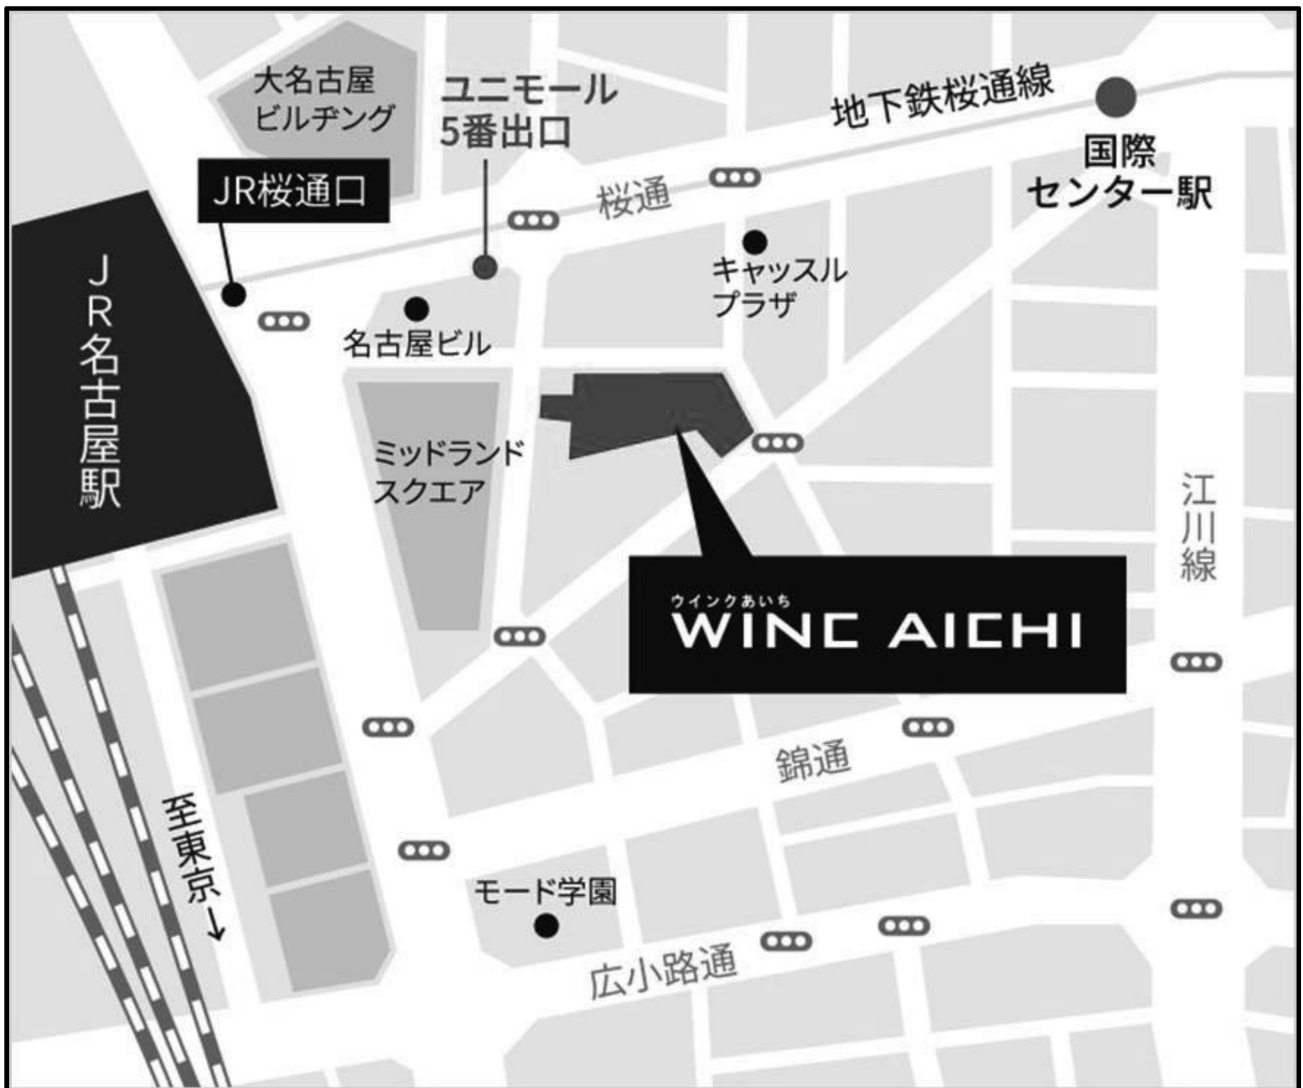 大名古屋
ビルヂング
ユニモール
5番出口
地下鉄桜通線
国際
センター駅
JR桜通口
桜通
キャッスル
プラザ
JR名古屋駅
名古屋ビル
ミッドランド
スクエア
江川線
ウインクあいち
WINC AICHI
錦通
至東京→
モード学園
広小路通